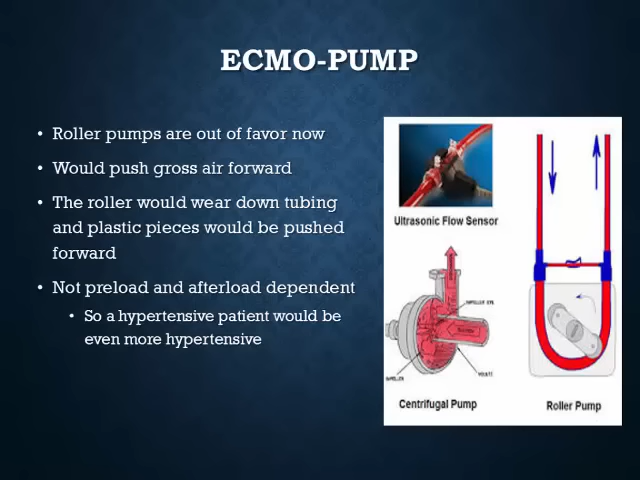 ECMO-PUMP
• Roller pumps are out of favor now
• Would push gross air forward
• The roller would wear down tubing
and plastic pieces would be pushed
forward
• Not preload and afterload dependent
• So a hypertensive patient would be
even more hypertensive
Ultrasonic Flow Sensor
Centrifugal Pump
Roller Pump